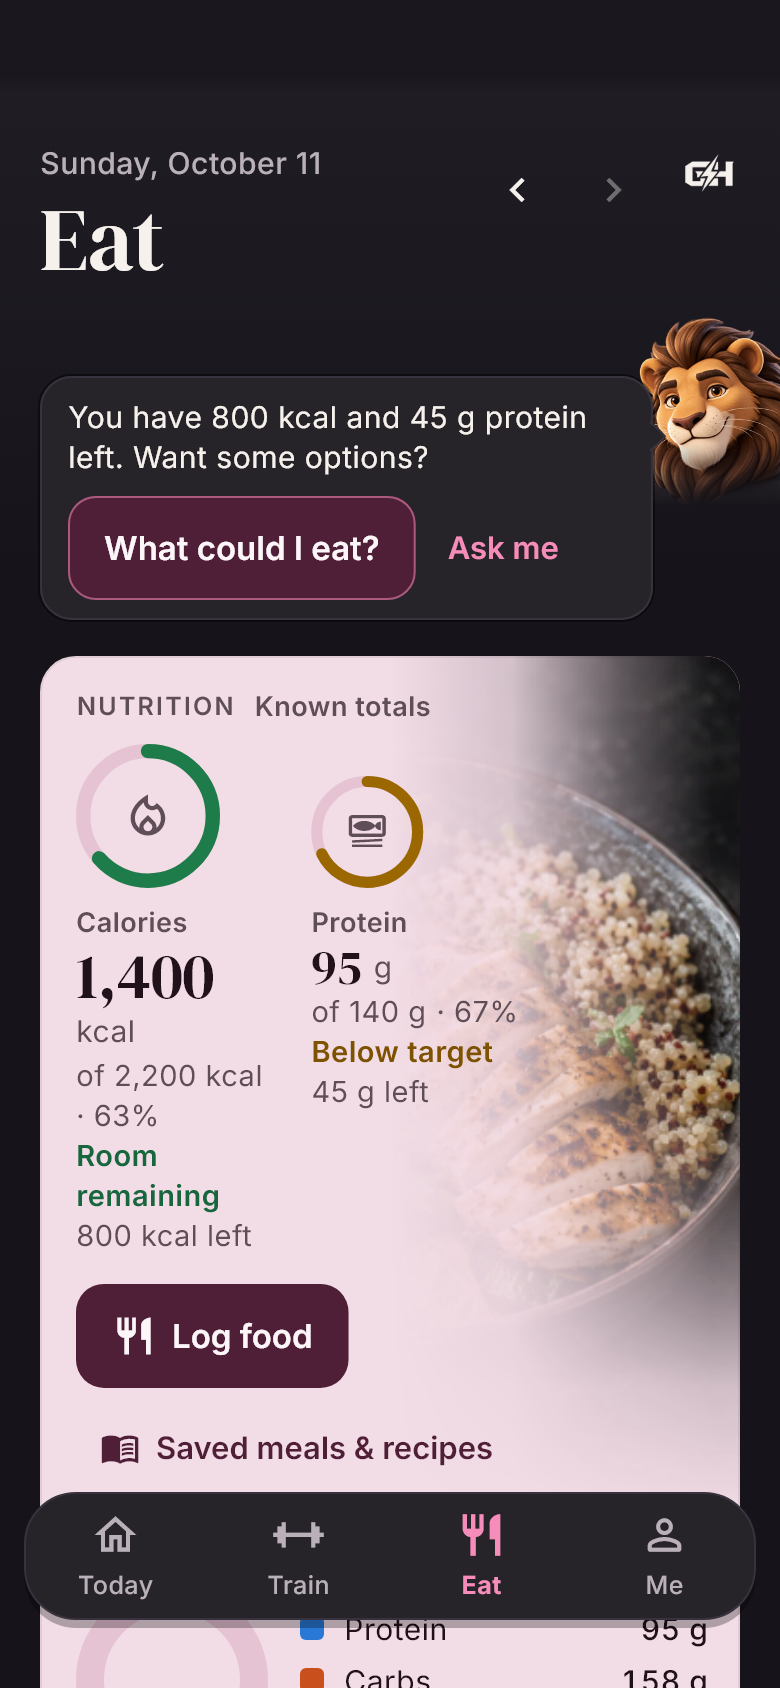 Sunday, October 11
Eat
GH
You have 800 kcal and 45 g protein
left. Want some options?
What could I eat?
Ask me
NUTRITION Known totals
Calories
1,400
kcal
of 2,200 kcal
· 63%
Room
remaining
800 kcal left
Protein
95 g
of 140 g · 67%
Below target
45 g left
Log food
Saved meals & recipes
Today
Train
Eat
Me
Protein 95 g
Carbs 158 g